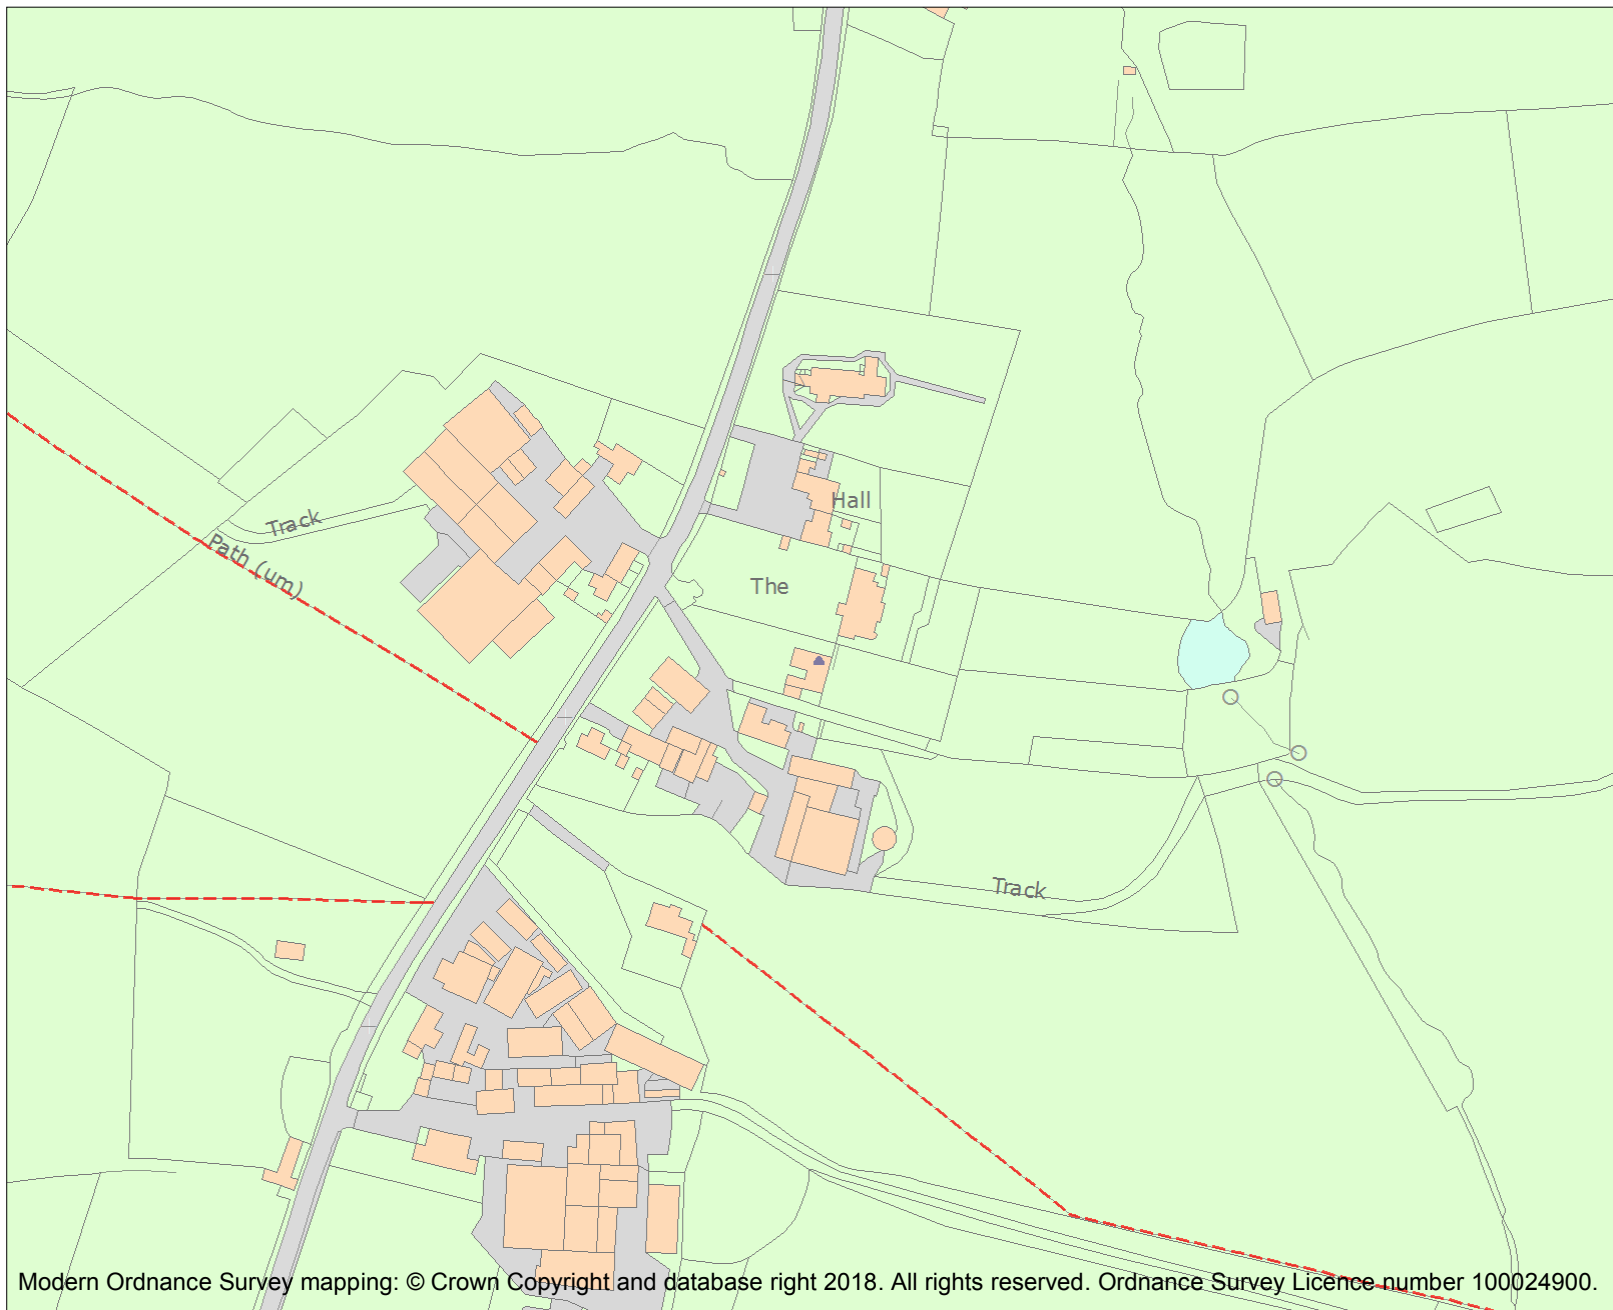 Hall
Track
Path (um)
The
Track
Modern Ordnance Survey mapping: © Crown Copyright and database right 2018. All rights reserved. Ordnance Survey Licence number 100024900.